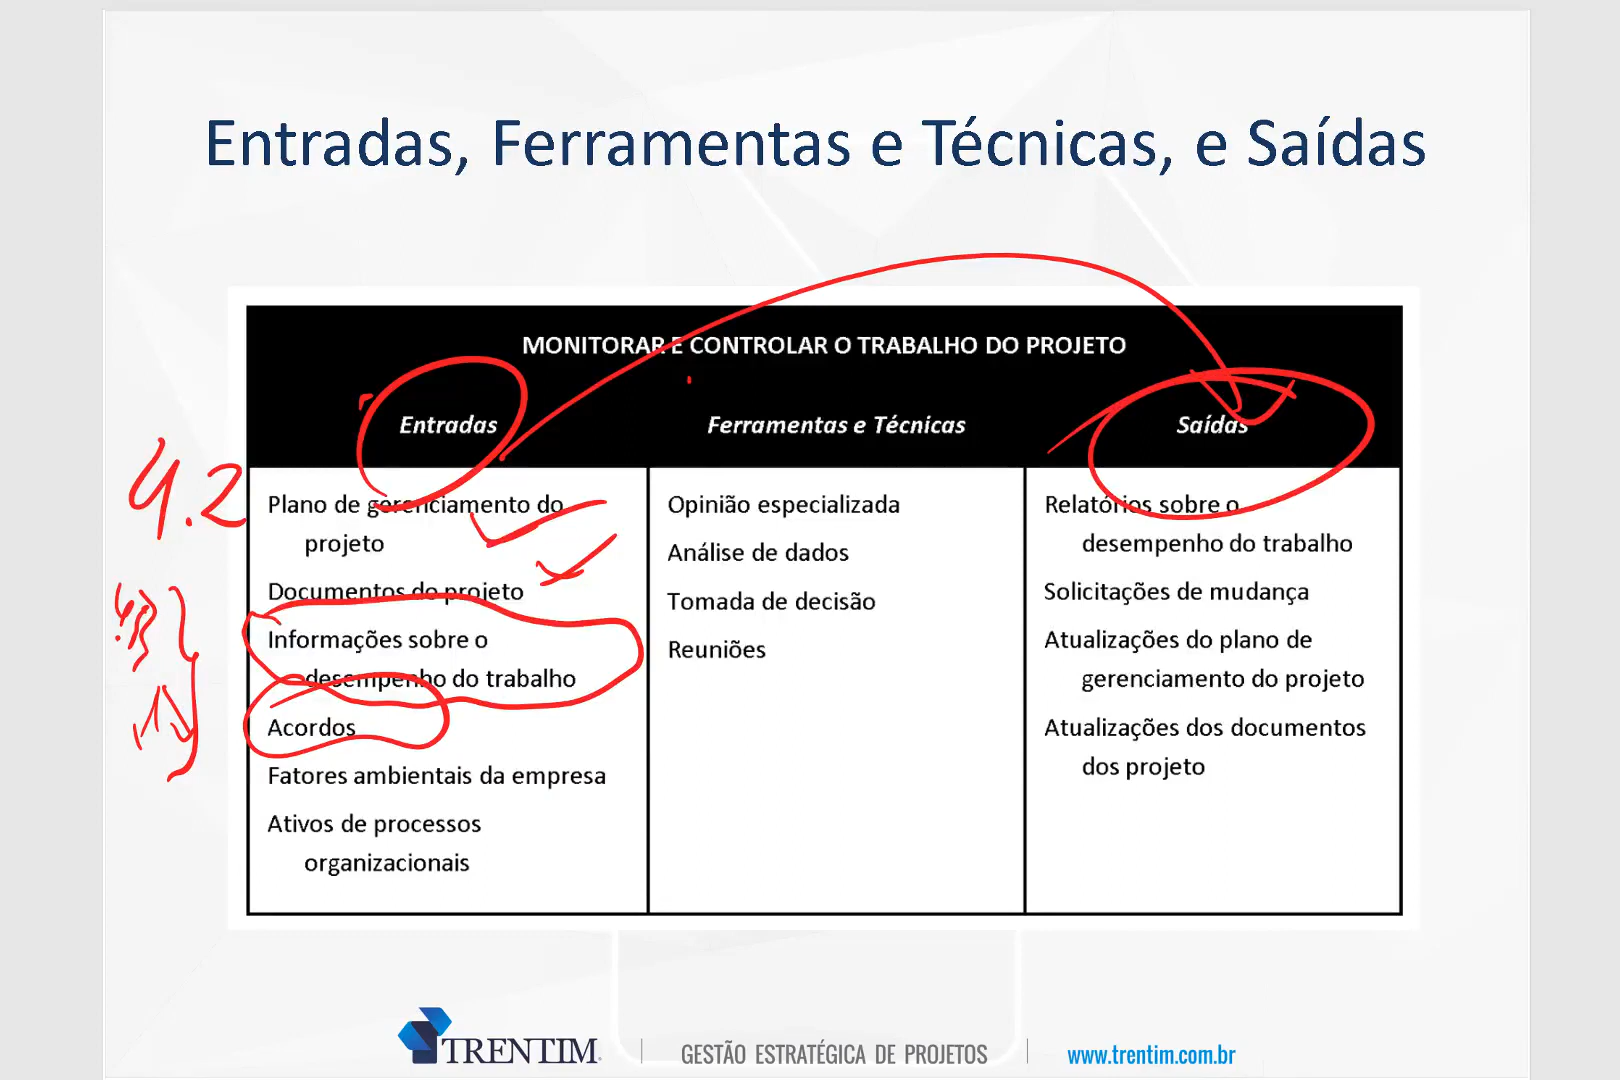 Entradas, Ferramentas e Técnicas, e Saídas
MONITORAR E CONTROLAR O TRABALHO DO PROJETO
Entradas
Ferramentas e Técnicas
Saídas
4.2
Plano de gerenciamento do
projeto
Documentos do projeto
Informações sobre o
desempenho do trabalho
Acordos
Fatores ambientais da empresa
Ativos de processos
organizacionais
Opinião especializada
Análise de dados
Tomada de decisão
Reuniões
Relatórios sobre o
desempenho do trabalho
Solicitações de mudança
Atualizações do plano de
gerenciamento do projeto
Atualizações dos documentos
dos projeto
TRENTIM
GESTÃO ESTRATÉGICA DE PROJETOS
www.trentim.com.br